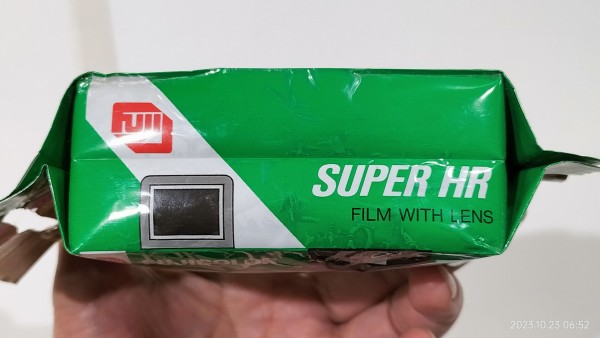 FUJI
SUPER HR
FILM WITH LENS
2023.10.23 06:52